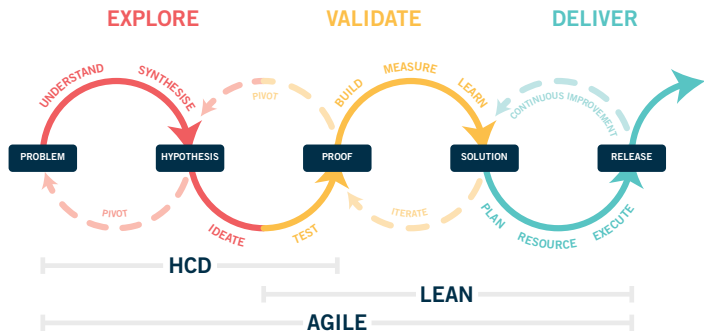 EXPLORE
VALIDATE
DELIVER
UNDERSTAND
SYNTHESISE
PIVOT
BUILD
MEASURE
LEARN
CONTINUOUS IMPROVEMENT
PROBLEM
HYPOTHESIS
PROOF
SOLUTION
RELEASE
PIVOT
IDEATE
TEST
ITERATE
PLAN
RESOURCE
EXECUTE
HCD
LEAN
AGILE